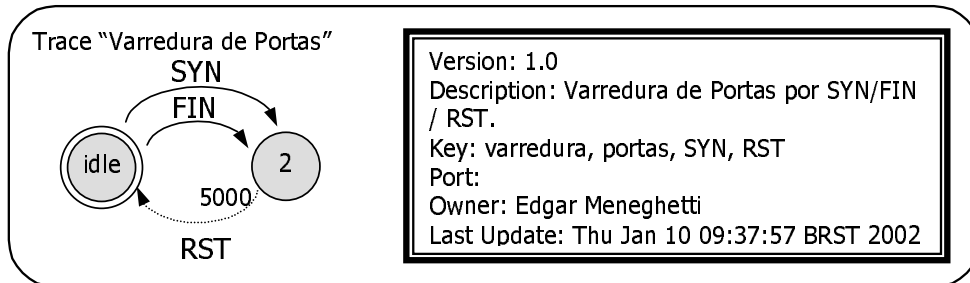 Trace “Varredura de Portas”
SYN
FIN
idle
2
5000
RST
Version: 1.0
Description: Varredura de Portas por SYN/FIN
/ RST.
Key: varredura, portas, SYN, RST
Port:
Owner: Edgar Meneghetti
Last Update: Thu Jan 10 09:37:57 BRST 2002